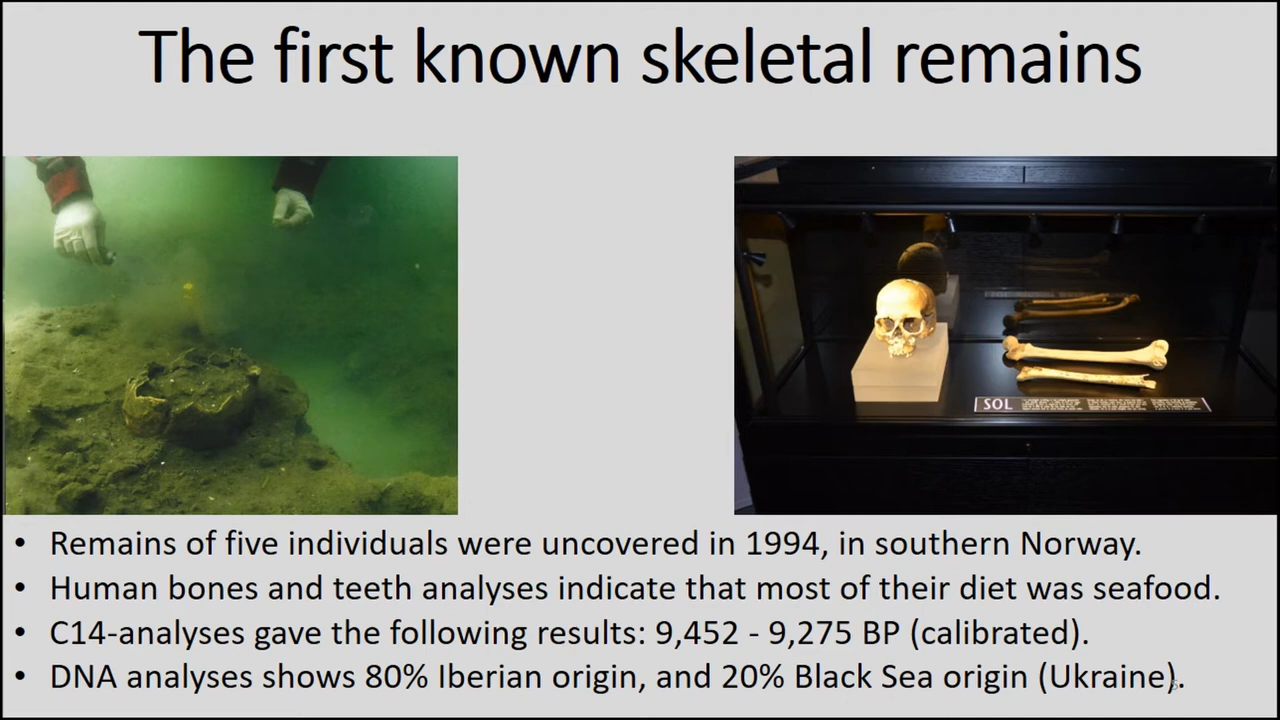 The first known skeletal remains
SOL
• Remains of five individuals were uncovered in 1994, in southern Norway.
• Human bones and teeth analyses indicate that most of their diet was seafood.
• C14-analyses gave the following results: 9,452 - 9,275 BP (calibrated).
• DNA analyses shows 80% Iberian origin, and 20% Black Sea origin (Ukraine).